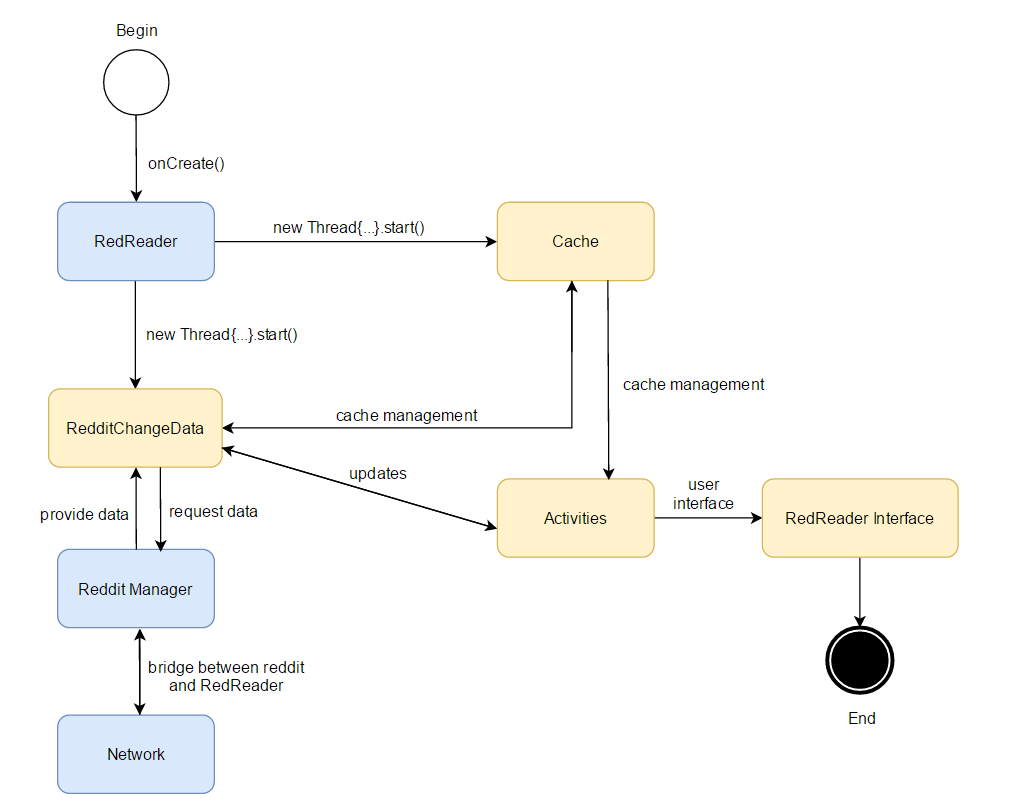 Begin
onCreate()
RedReader
new Thread{...}.start()
Cache
new Thread{...}.start()
cache management
RedditChangeData
cache management
updates
user
interface
provide data
request data
Activities
RedReader Interface
Reddit Manager
bridge between reddit
and RedReader
End
Network